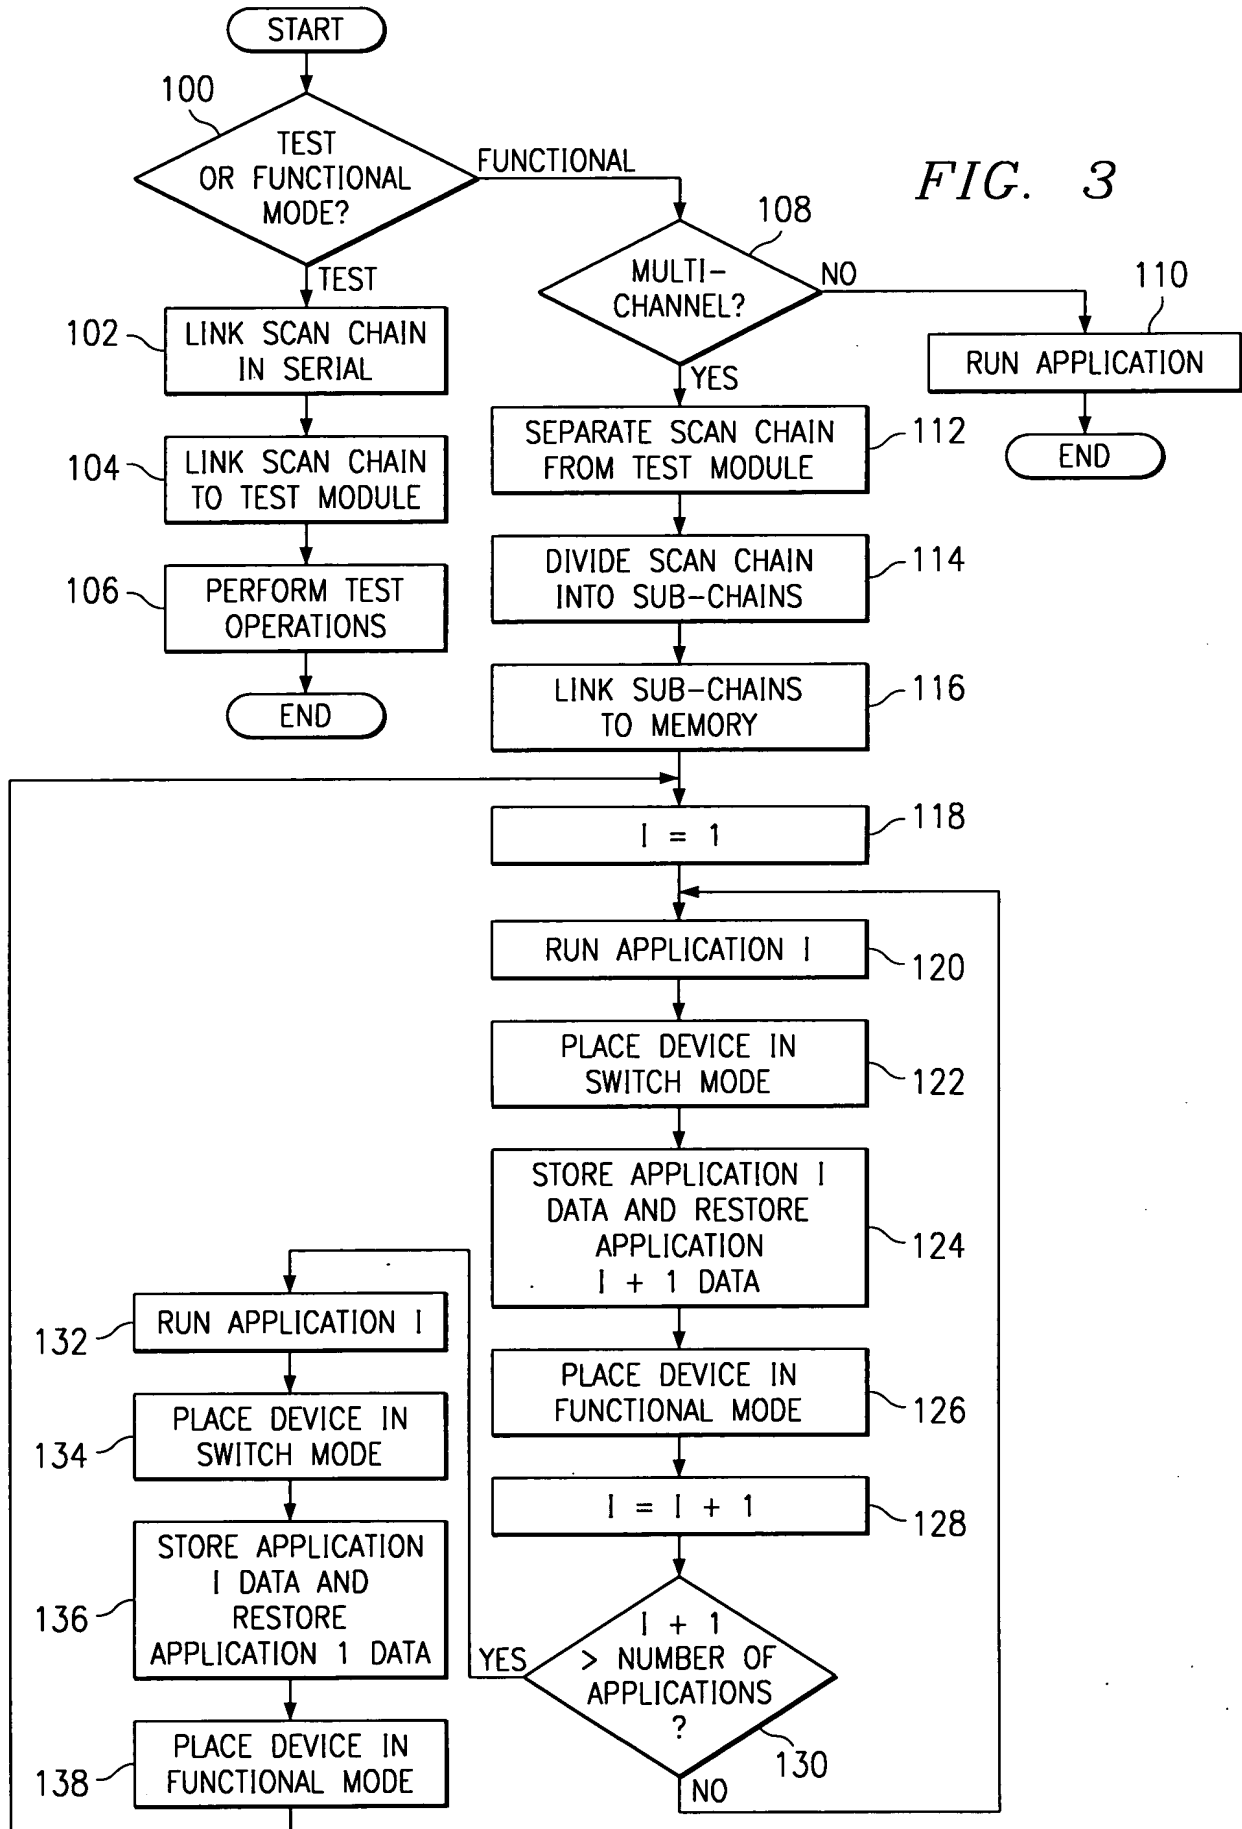 START
100
TEST
OR FUNCTIONAL
MODE?
FUNCTIONAL
FIG. 3
TEST
108
MULTI-
CHANNEL?
NO
110
RUN APPLICATION
END
YES
102
LINK SCAN CHAIN
IN SERIAL
104
LINK SCAN CHAIN
TO TEST MODULE
106
PERFORM TEST
OPERATIONS
END
SEPARATE SCAN CHAIN
FROM TEST MODULE
112
DIVIDE SCAN CHAIN
INTO SUB-CHAINS
114
LINK SUB-CHAINS
TO MEMORY
116
I = 1
118
RUN APPLICATION I
120
PLACE DEVICE IN
SWITCH MODE
122
STORE APPLICATION I
DATA AND RESTORE
APPLICATION
I + 1 DATA
124
PLACE DEVICE IN
FUNCTIONAL MODE
126
I = I + 1
128
I + 1
> NUMBER OF
APPLICATIONS
?
130
YES
NO
132
RUN APPLICATION I
134
PLACE DEVICE IN
SWITCH MODE
136
STORE APPLICATION
I DATA AND
RESTORE
APPLICATION 1 DATA
138
PLACE DEVICE IN
FUNCTIONAL MODE